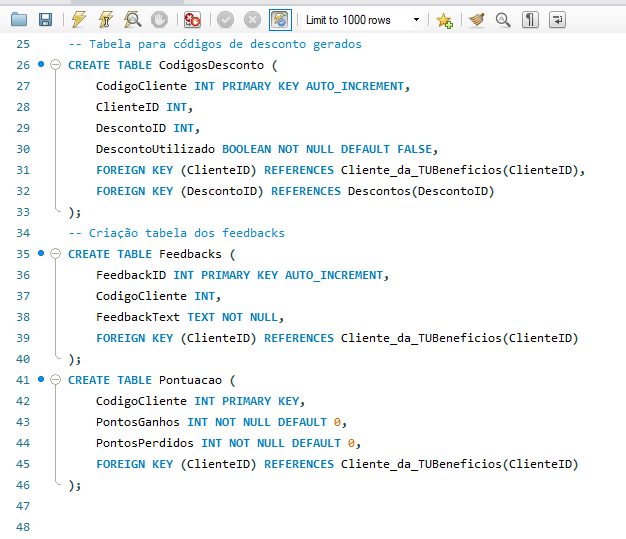 Limit to 1000 rows
25 -- Tabela para códigos de desconto gerados
26 CREATE TABLE CodigosDesconto (
27 CodigoCliente INT PRIMARY KEY AUTO_INCREMENT,
28 ClienteID INT,
29 DescontoID INT,
30 DescontoUtilizado BOOLEAN NOT NULL DEFAULT FALSE,
31 FOREIGN KEY (ClienteID) REFERENCES Cliente_da_TUBeneficios(ClienteID),
32 FOREIGN KEY (DescontoID) REFERENCES Descontos(DescontoID)
33 );
34 -- Criação tabela dos feedbacks
35 CREATE TABLE Feedbacks (
36 FeedbackID INT PRIMARY KEY AUTO_INCREMENT,
37 CodigoCliente INT,
38 FeedbackText TEXT NOT NULL,
39 FOREIGN KEY (ClienteID) REFERENCES Cliente_da_TUBeneficios(ClienteID)
40 );
41 CREATE TABLE Pontuacao (
42 CodigoCliente INT PRIMARY KEY,
43 PontosGanhos INT NOT NULL DEFAULT 0,
44 PontosPerdidos INT NOT NULL DEFAULT 0,
45 FOREIGN KEY (ClienteID) REFERENCES Cliente_da_TUBeneficios(ClienteID)
46 );
47
48